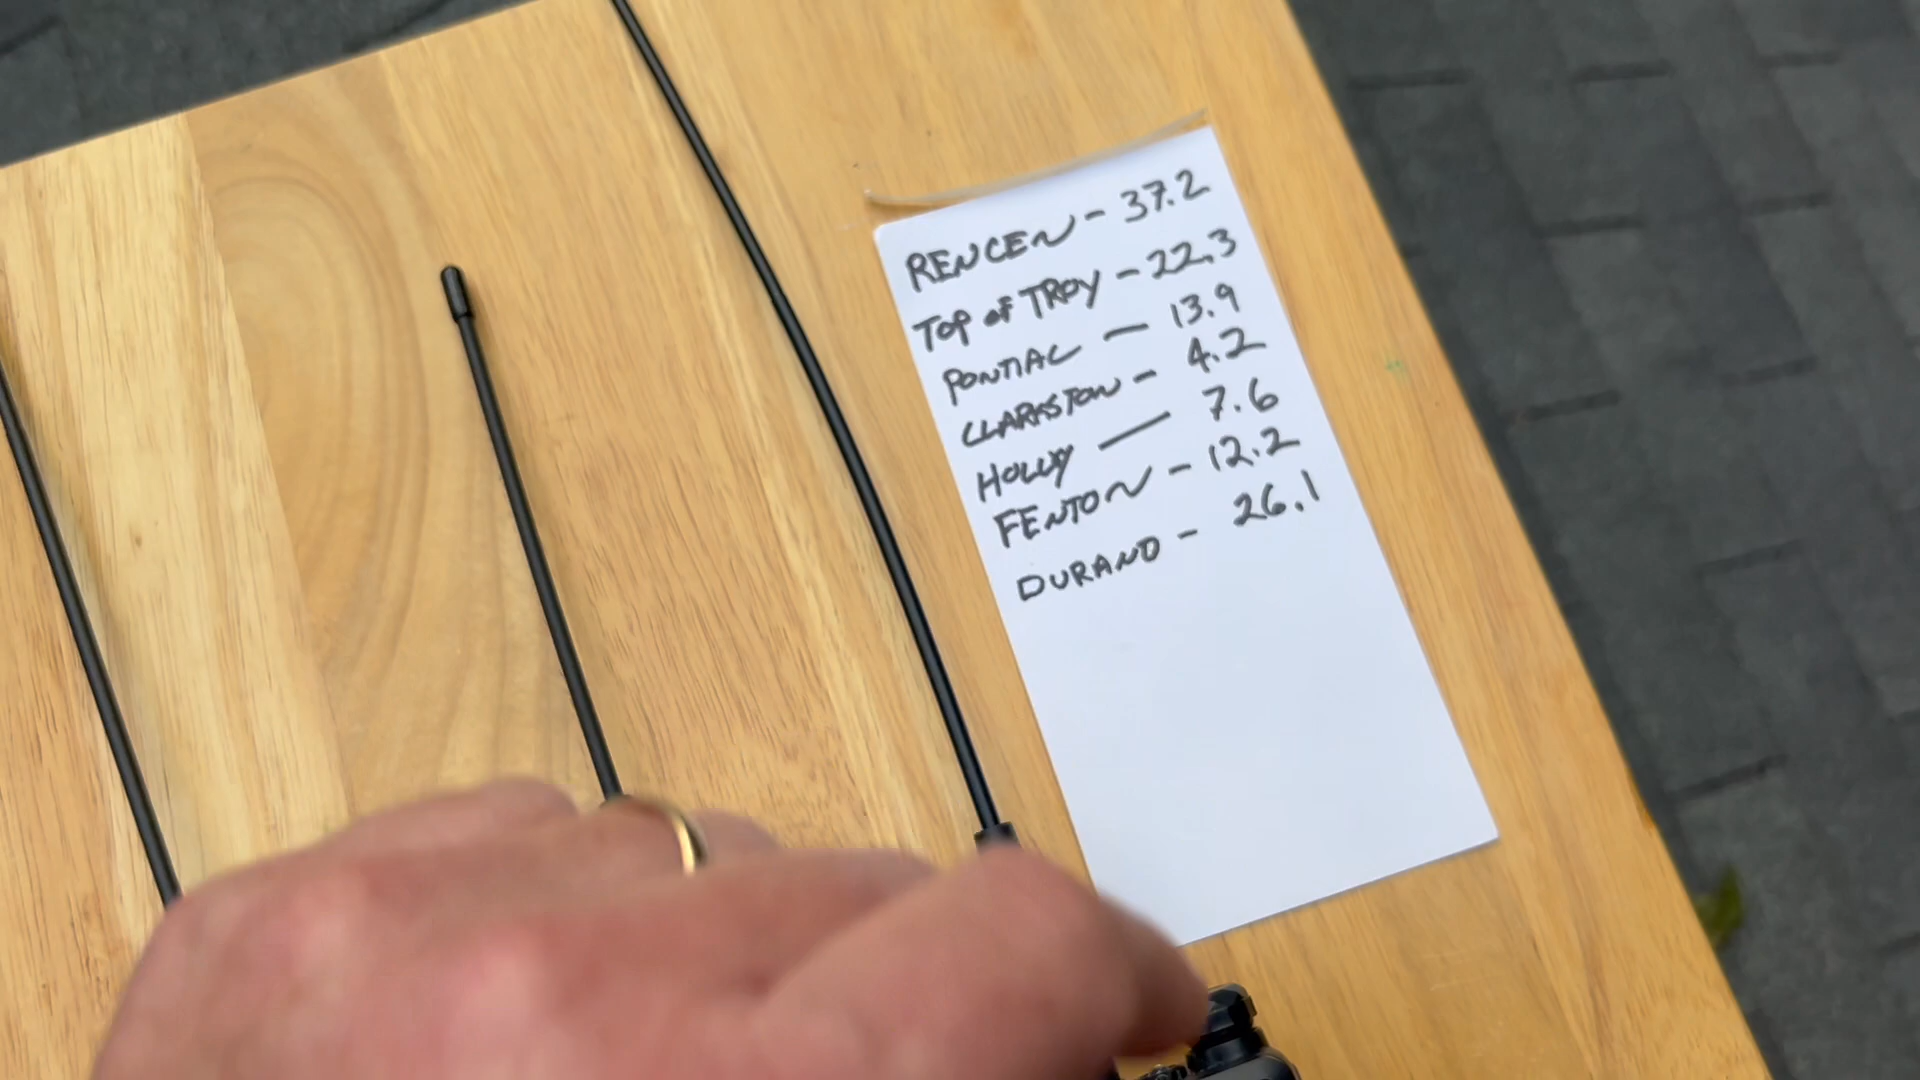 RENCEN - 37.2
TOP of TROY - 22.3
PONTIAC - 13.9
CLARKSTON - 4.2
HOLLY - 7.6
FENTON - 12.2
DURAND - 26.1